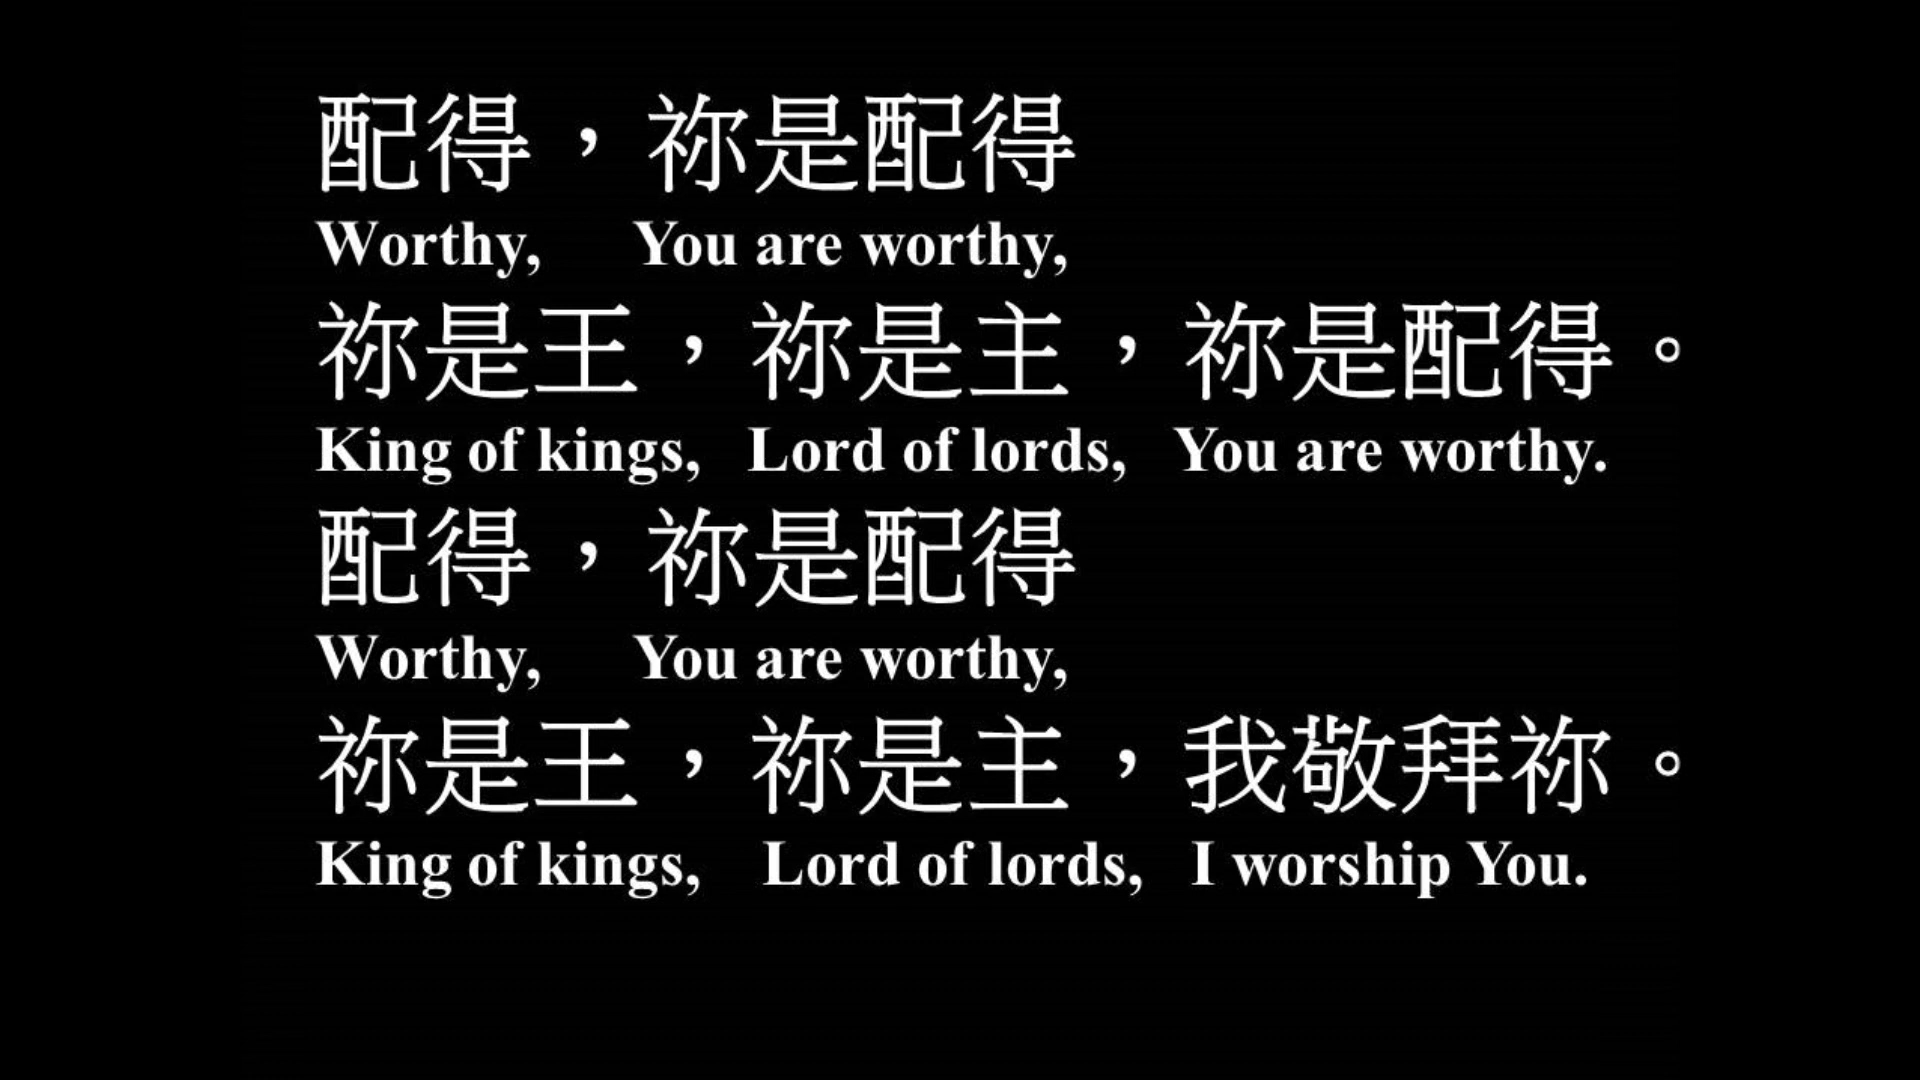 配得，祢是配得
Worthy, You are worthy,
祢是王，祢是主，祢是配得。
King of kings, Lord of lords, You are worthy.
配得，祢是配得
Worthy, You are worthy,
祢是王，祢是主，我敬拜祢。
King of kings, Lord of lords, I worship You.